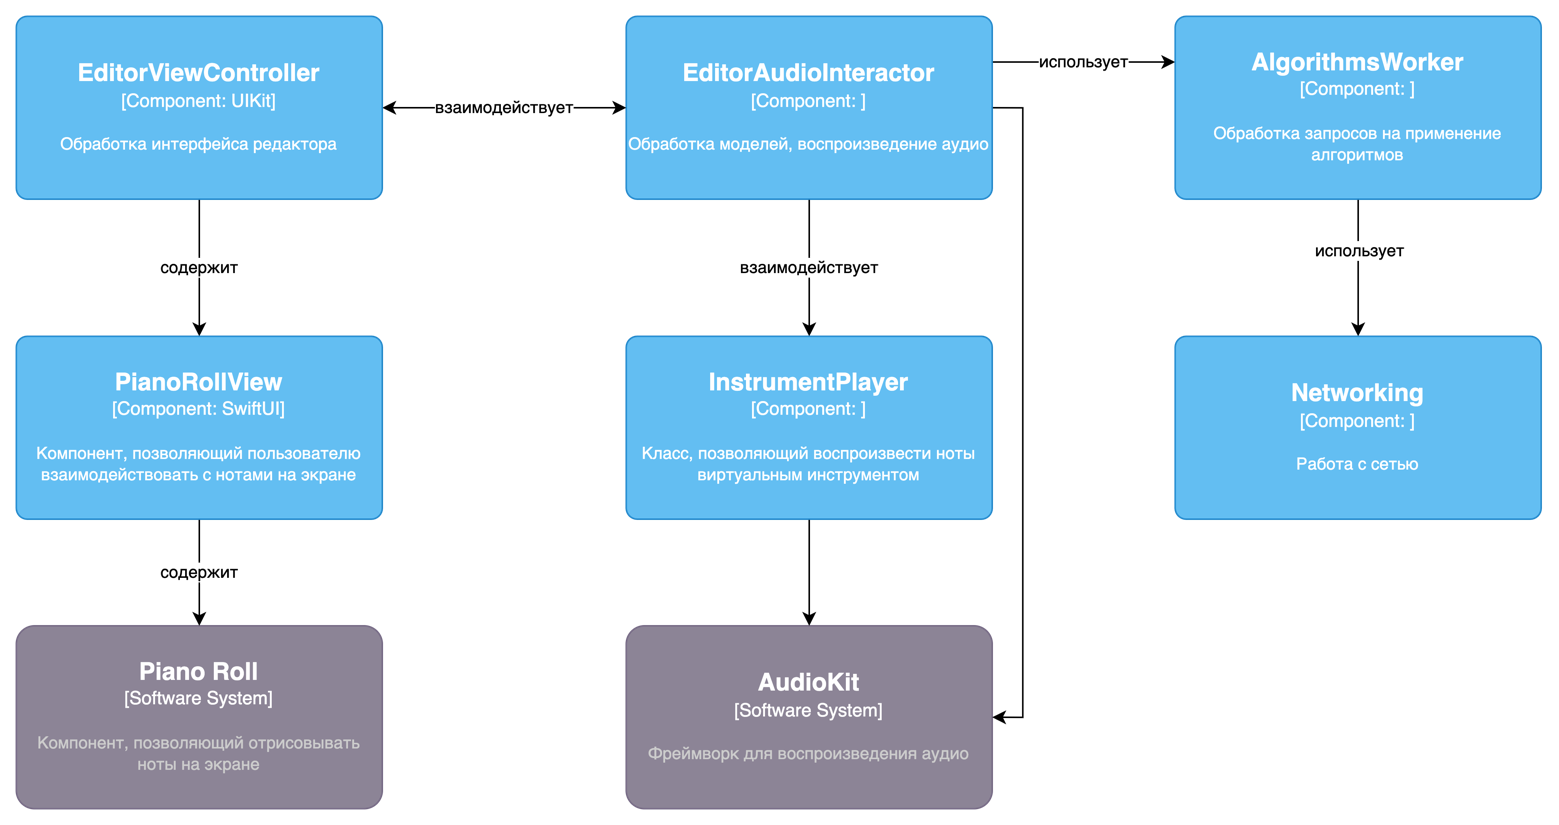 EditorViewController
[Component: UIKit]
Обработка интерфейса редактора
взаимодействует
EditorAudioInteractor
[Component: ]
Обработка моделей, воспроизведение аудио
использует
AlgorithmsWorker
[Component: ]
Обработка запросов на применение
алгоритмов
содержит
взаимодействует
использует
PianoRollView
[Component: SwiftUI]
Компонент, позволяющий пользователю
взаимодействовать с нотами на экране
InstrumentPlayer
[Component: ]
Класс, позволяющий воспроизвести ноты
виртуальным инструментом
Networking
[Component: ]
Работа с сетью
содержит
Piano Roll
[Software System]
Компонент, позволяющий отрисовывать
ноты на экране
AudioKit
[Software System]
Фреймворк для воспроизведения аудио